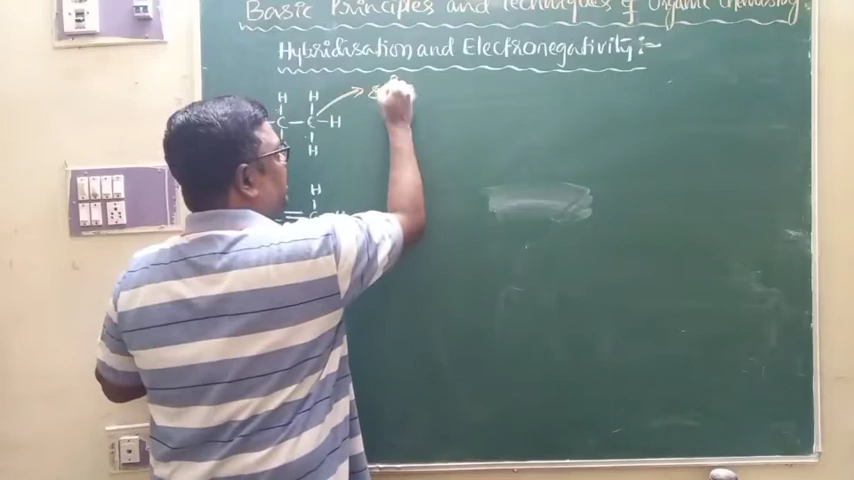 Basic Principles and Techniques of Organic Chemistry
Hybridisation and Electronegativity :-
H H
C - C - H
H
H